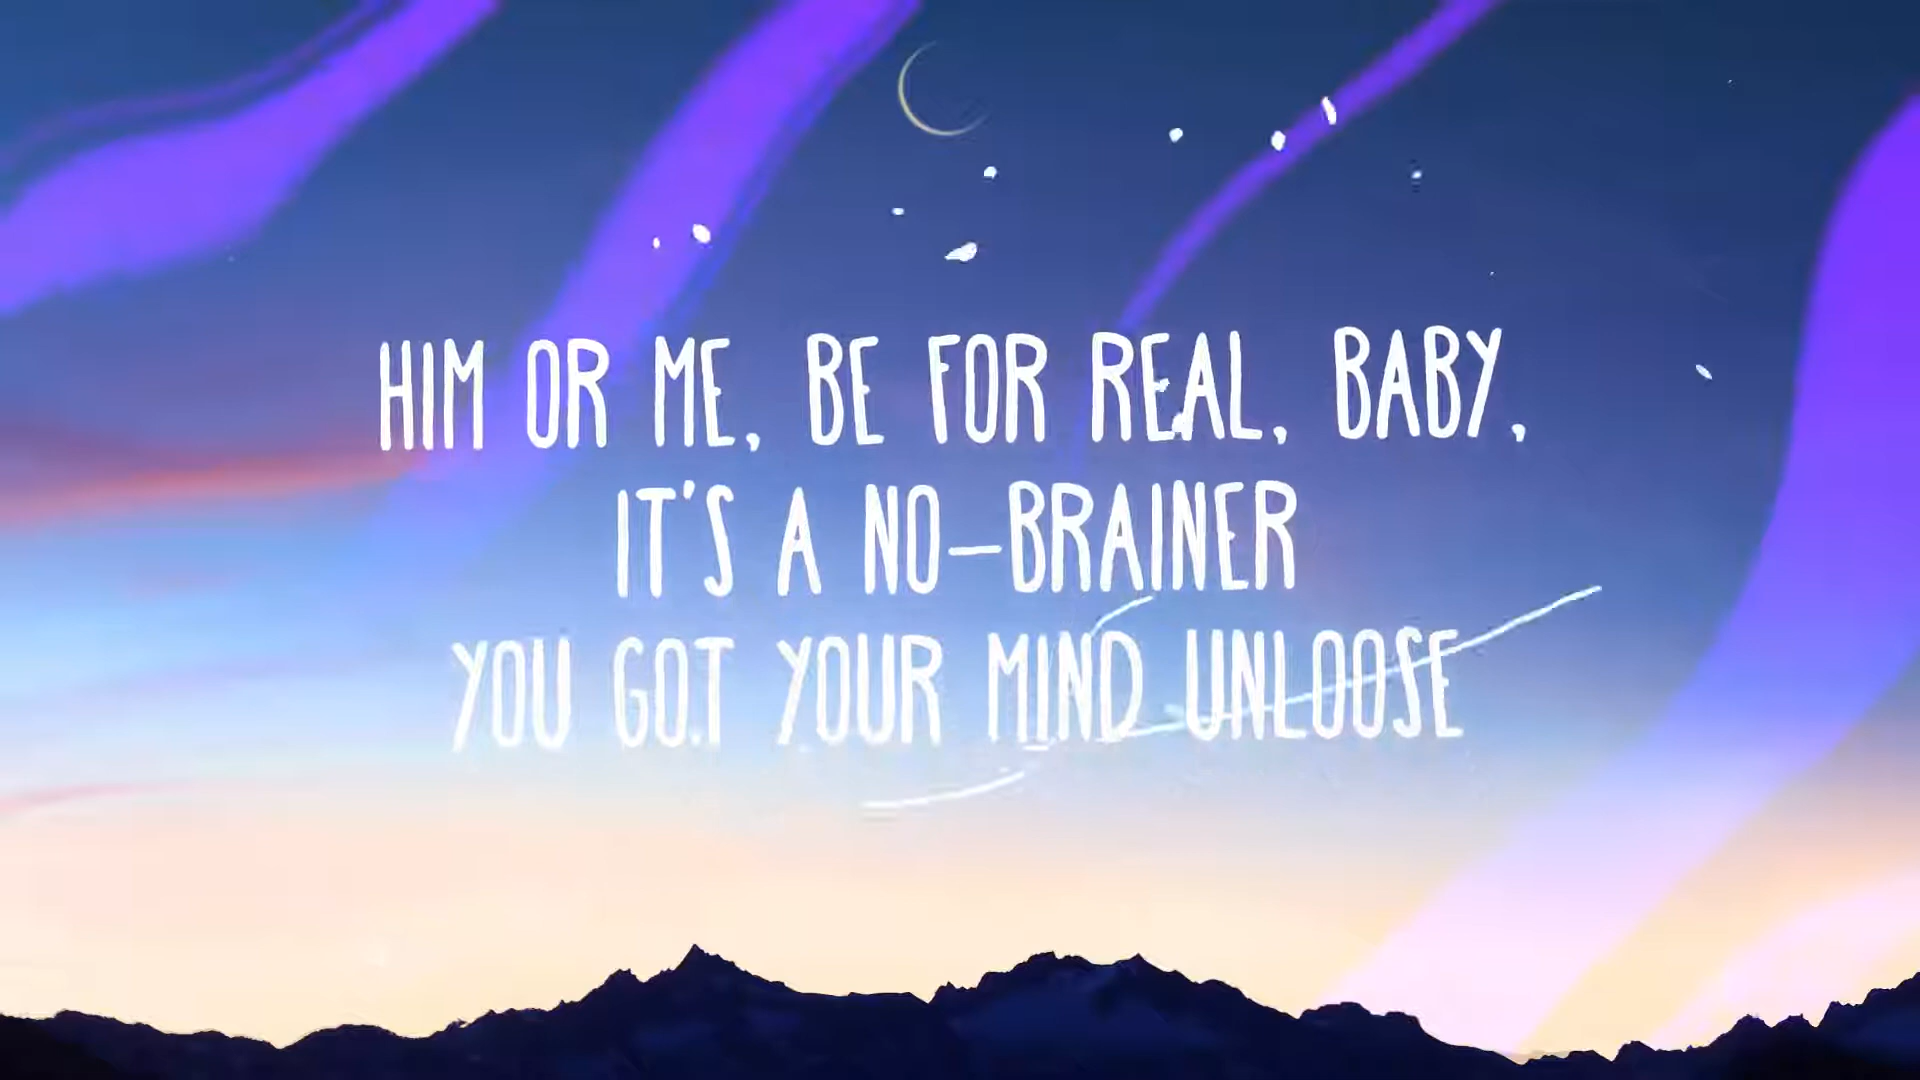 HIM OR ME, BE FOR REAL, BABY,
IT'S A NO-BRAINER
YOU GOT YOUR MIND UNLOOSE